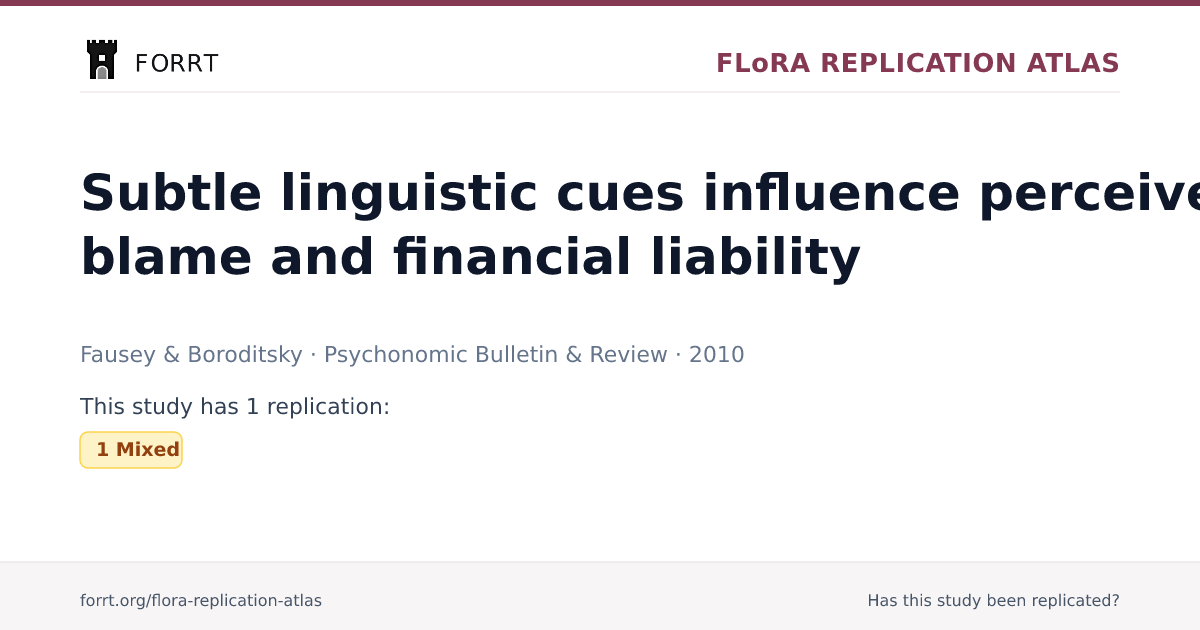 FORRT
FLoRA REPLICATION ATLAS
Subtle linguistic cues influence perceive
blame and financial liability
Fausey & Boroditsky · Psychonomic Bulletin & Review · 2010
This study has 1 replication:
1 Mixed
forrt.org/flora-replication-atlas
Has this study been replicated?